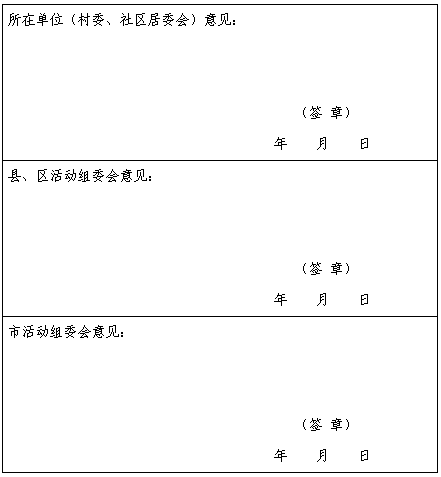 所在单位（村委、社区居委会）意见：
（签 章）
年 月 日
县、区活动组委会意见：
（签 章）
年 月 日
市活动组委会意见：
（签 章）
年 月 日